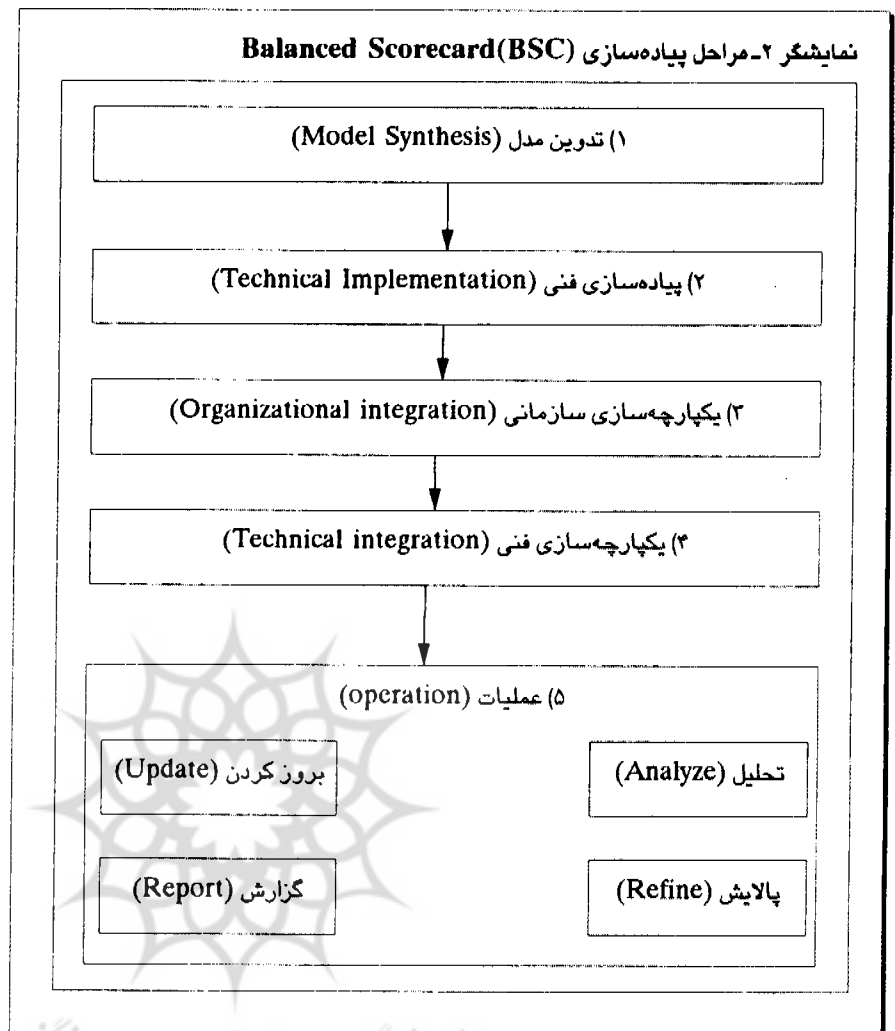 نمایشگر ۲ـ مراحل پیاده‌سازی Balanced Scorecard(BSC)
۱) تدوین مدل (Model Synthesis)
۲) پیاده‌سازی فنی (Technical Implementation)
۳) یکپارچه‌سازی سازمانی (Organizational integration)
۴) یکپارچه‌سازی فنی (Technical integration)
۵) عملیات (operation)
تحلیل (Analyze)
بروز کردن (Update)
پالایش (Refine)
گزارش (Report)